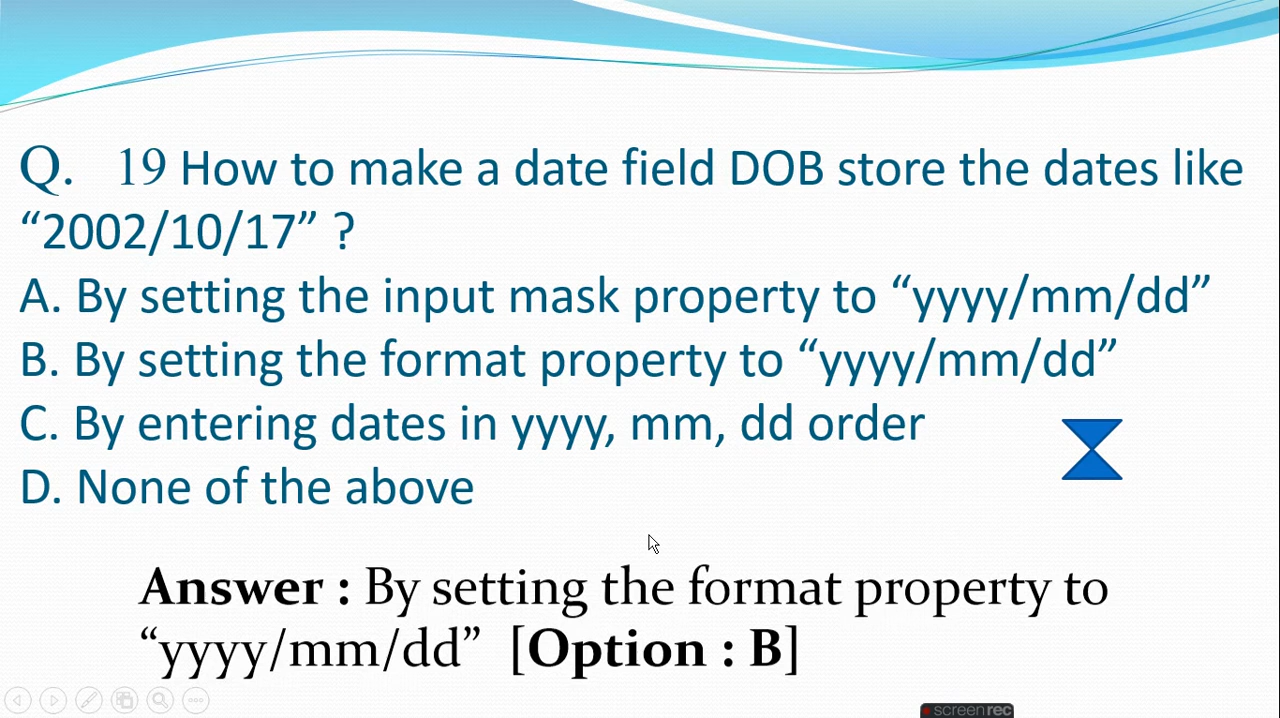 Q. 19 How to make a date field DOB store the dates like
“2002/10/17” ?
A. By setting the input mask property to “yyyy/mm/dd”
B. By setting the format property to “yyyy/mm/dd”
C. By entering dates in yyyy, mm, dd order
D. None of the above
Answer : By setting the format property to
“yyyy/mm/dd” [Option : B]
screenrec